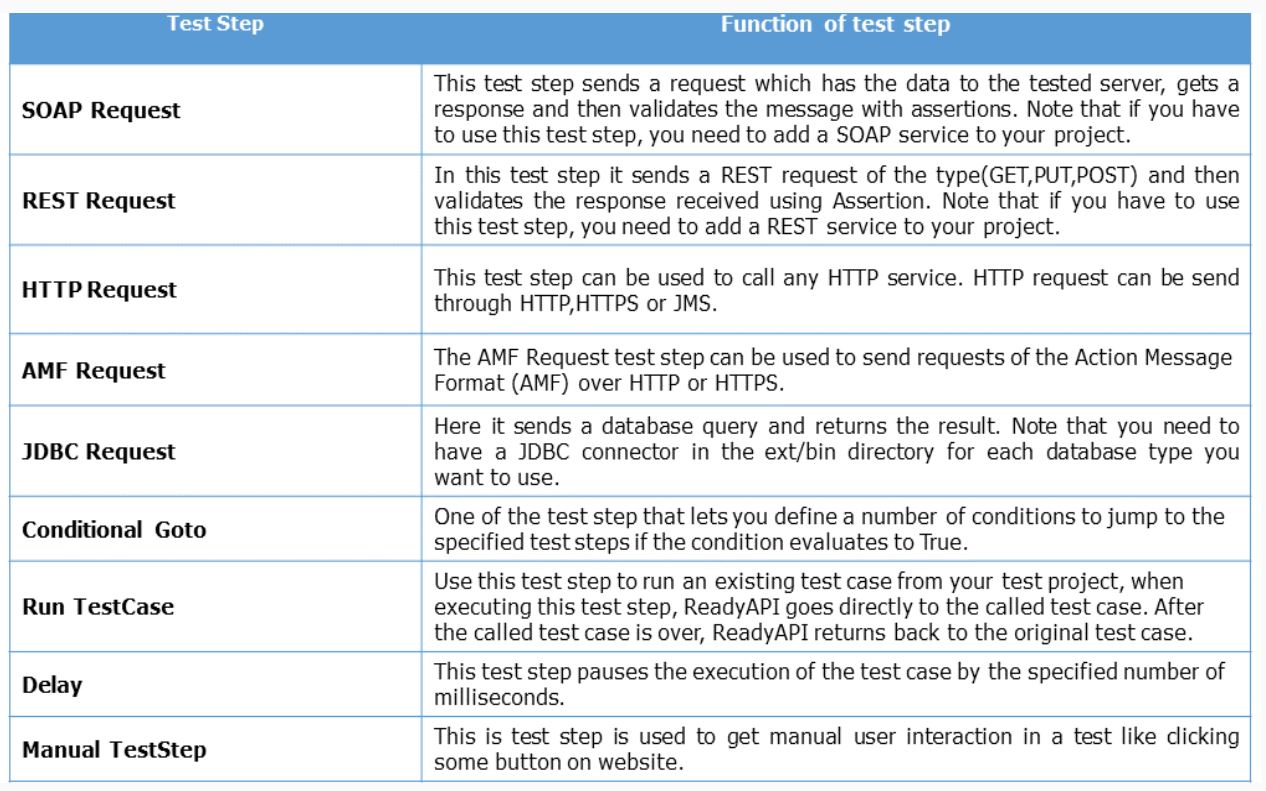 Test Step
Function of test step
SOAP Request
This test step sends a request which has the data to the tested server, gets a
response and then validates the message with assertions. Note that if you have
to use this test step, you need to add a SOAP service to your project.
REST Request
In this test step it sends a REST request of the type(GET,PUT,POST) and then
validates the response received using Assertion. Note that if you have to use
this test step, you need to add a REST service to your project.
HTTP Request
This test step can be used to call any HTTP service. HTTP request can be send
through HTTP,HTTPS or JMS.
AMF Request
The AMF Request test step can be used to send requests of the Action Message
Format (AMF) over HTTP or HTTPS.
JDBC Request
Here it sends a database query and returns the result. Note that you need to
have a JDBC connector in the ext/bin directory for each database type you
want to use.
Conditional Goto
One of the test step that lets you define a number of conditions to jump to the
specified test steps if the condition evaluates to True.
Run TestCase
Use this test step to run an existing test case from your test project, when
executing this test step, ReadyAPI goes directly to the called test case. After
the called test case is over, ReadyAPI returns back to the original test case.
Delay
This test step pauses the execution of the test case by the specified number of
milliseconds.
Manual TestStep
This is test step is used to get manual user interaction in a test like clicking
some button on website.